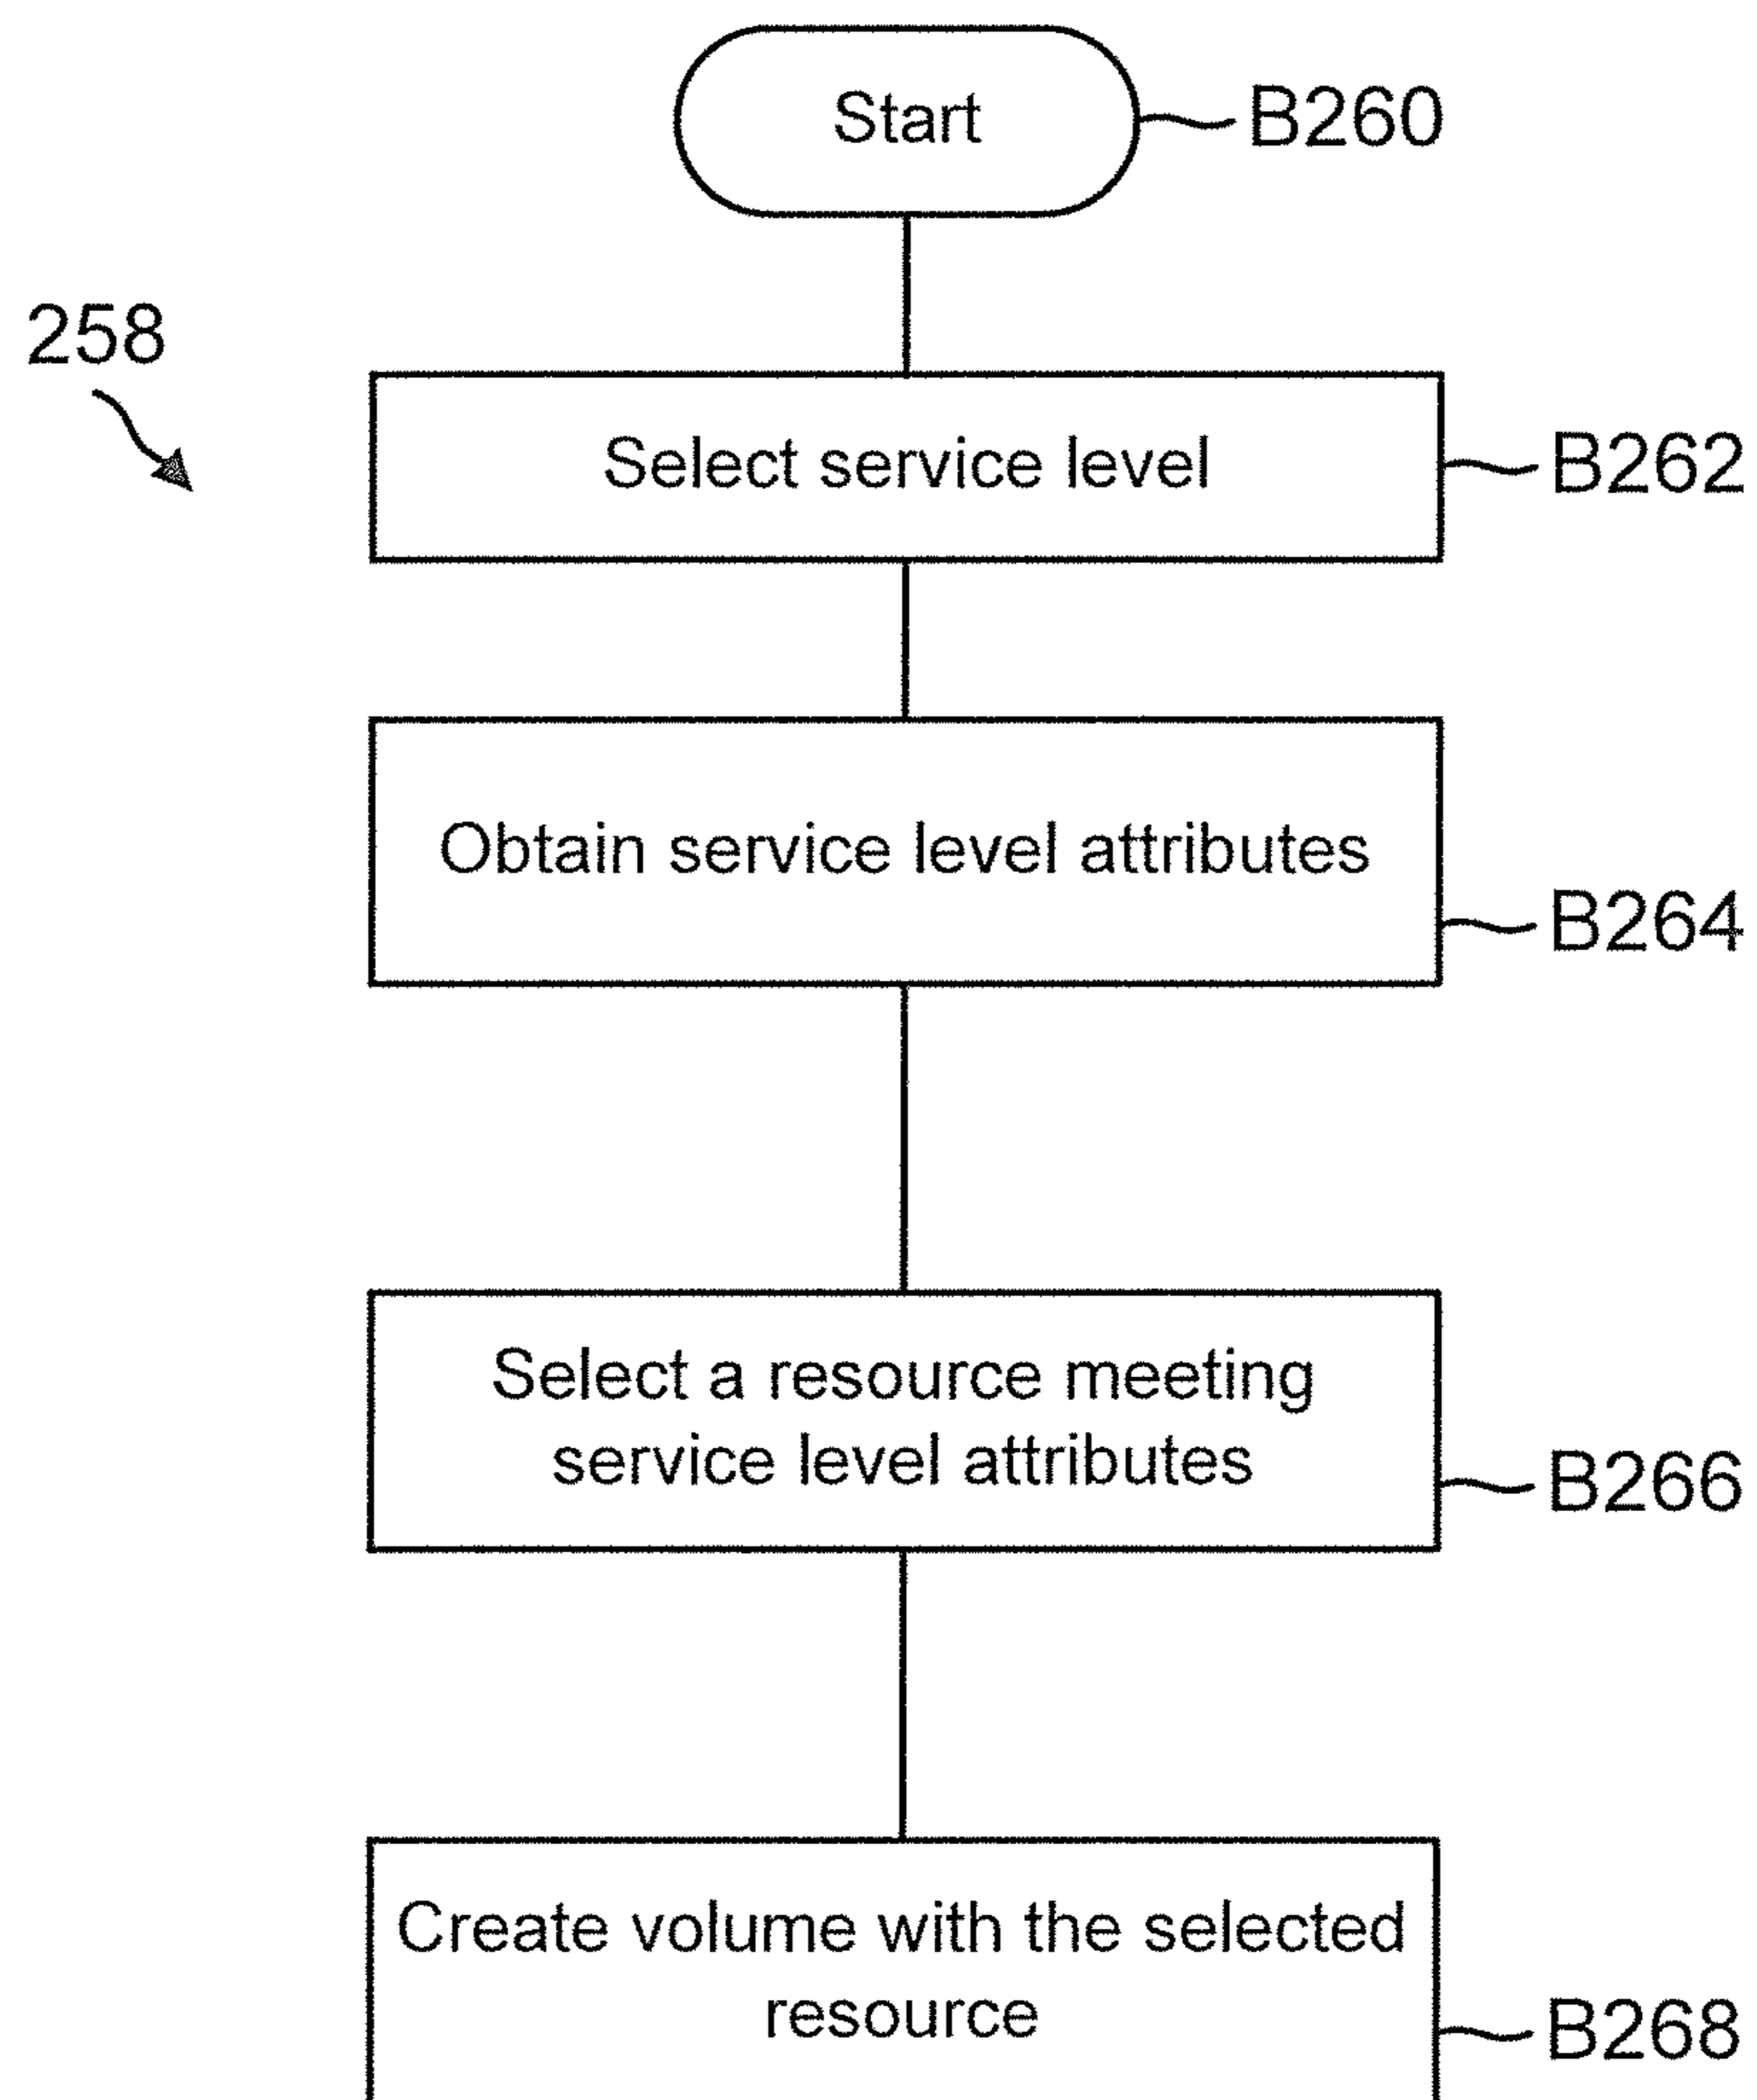 Start
B260
258
Select service level
B262
Obtain service level attributes
B264
Select a resource meeting
service level attributes
B266
Create volume with the selected
resource
B268